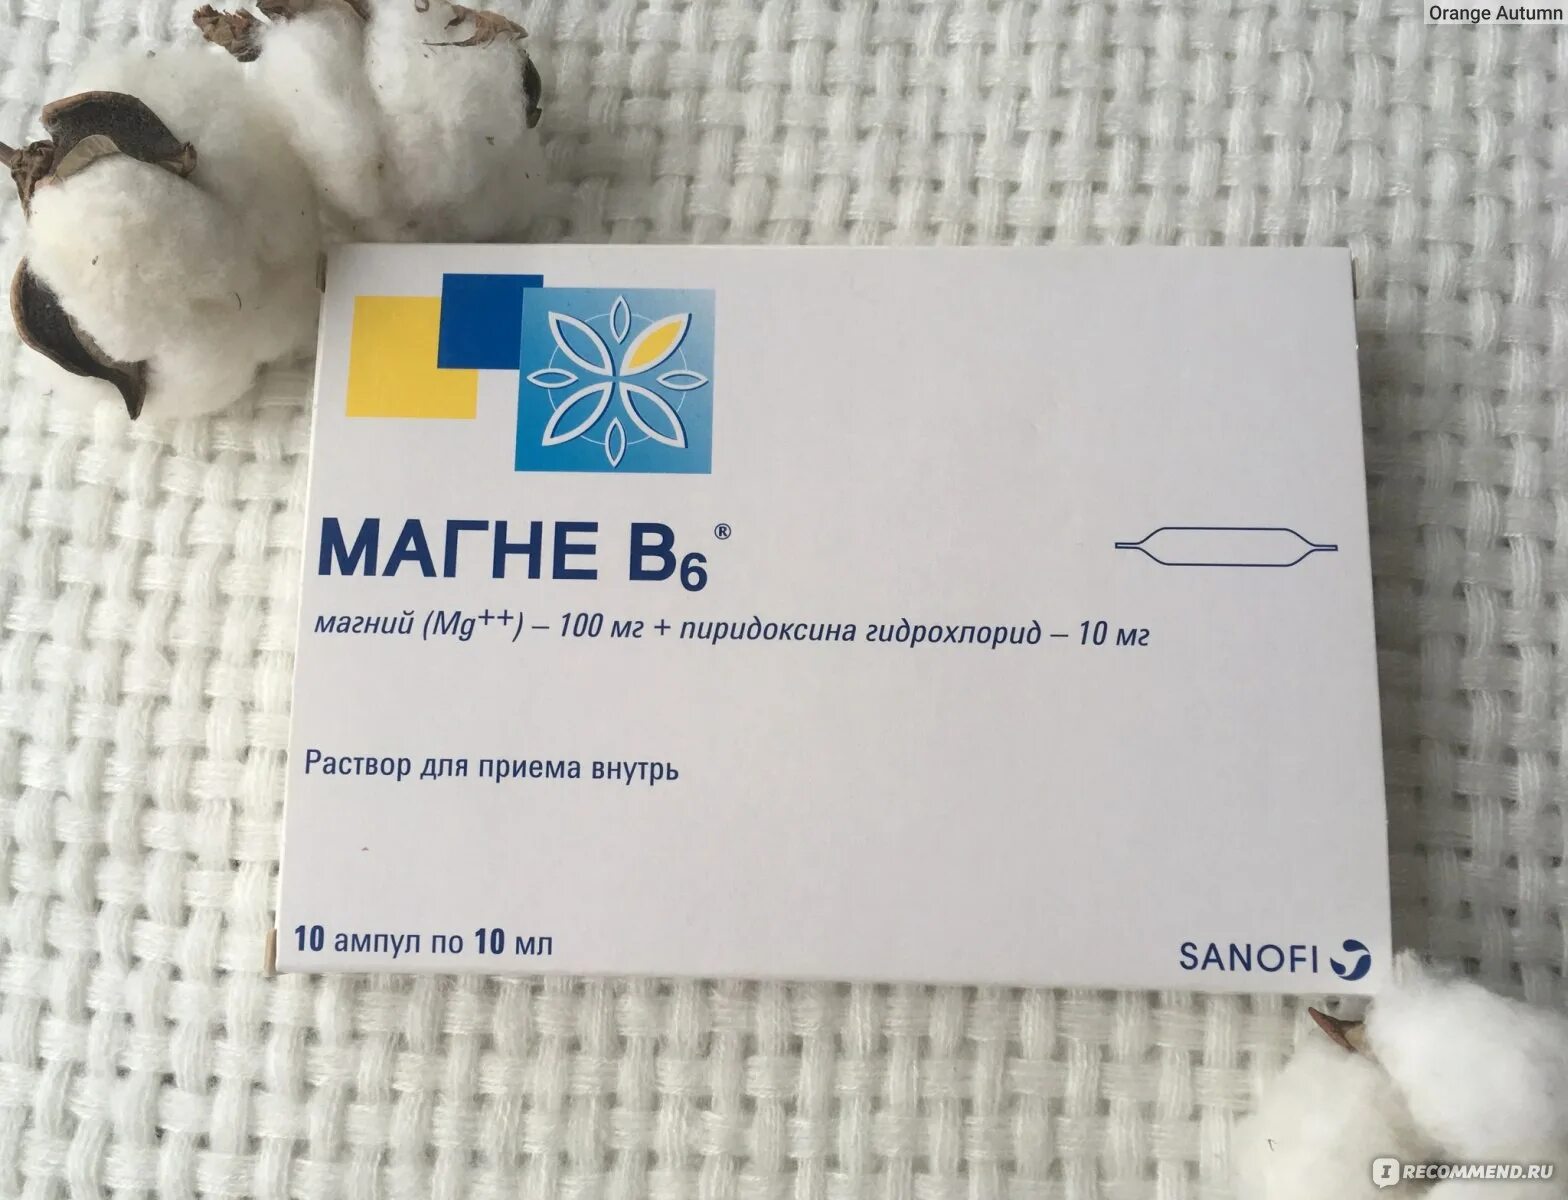 Orange Autumn
МАГНЕ B6®
магний (Mg++) – 100 мг + пиридоксина гидрохлорид – 10 мг
Раствор для приема внутрь
10 ампул по 10 мл
SANOFI
IRECOMMEND.RU